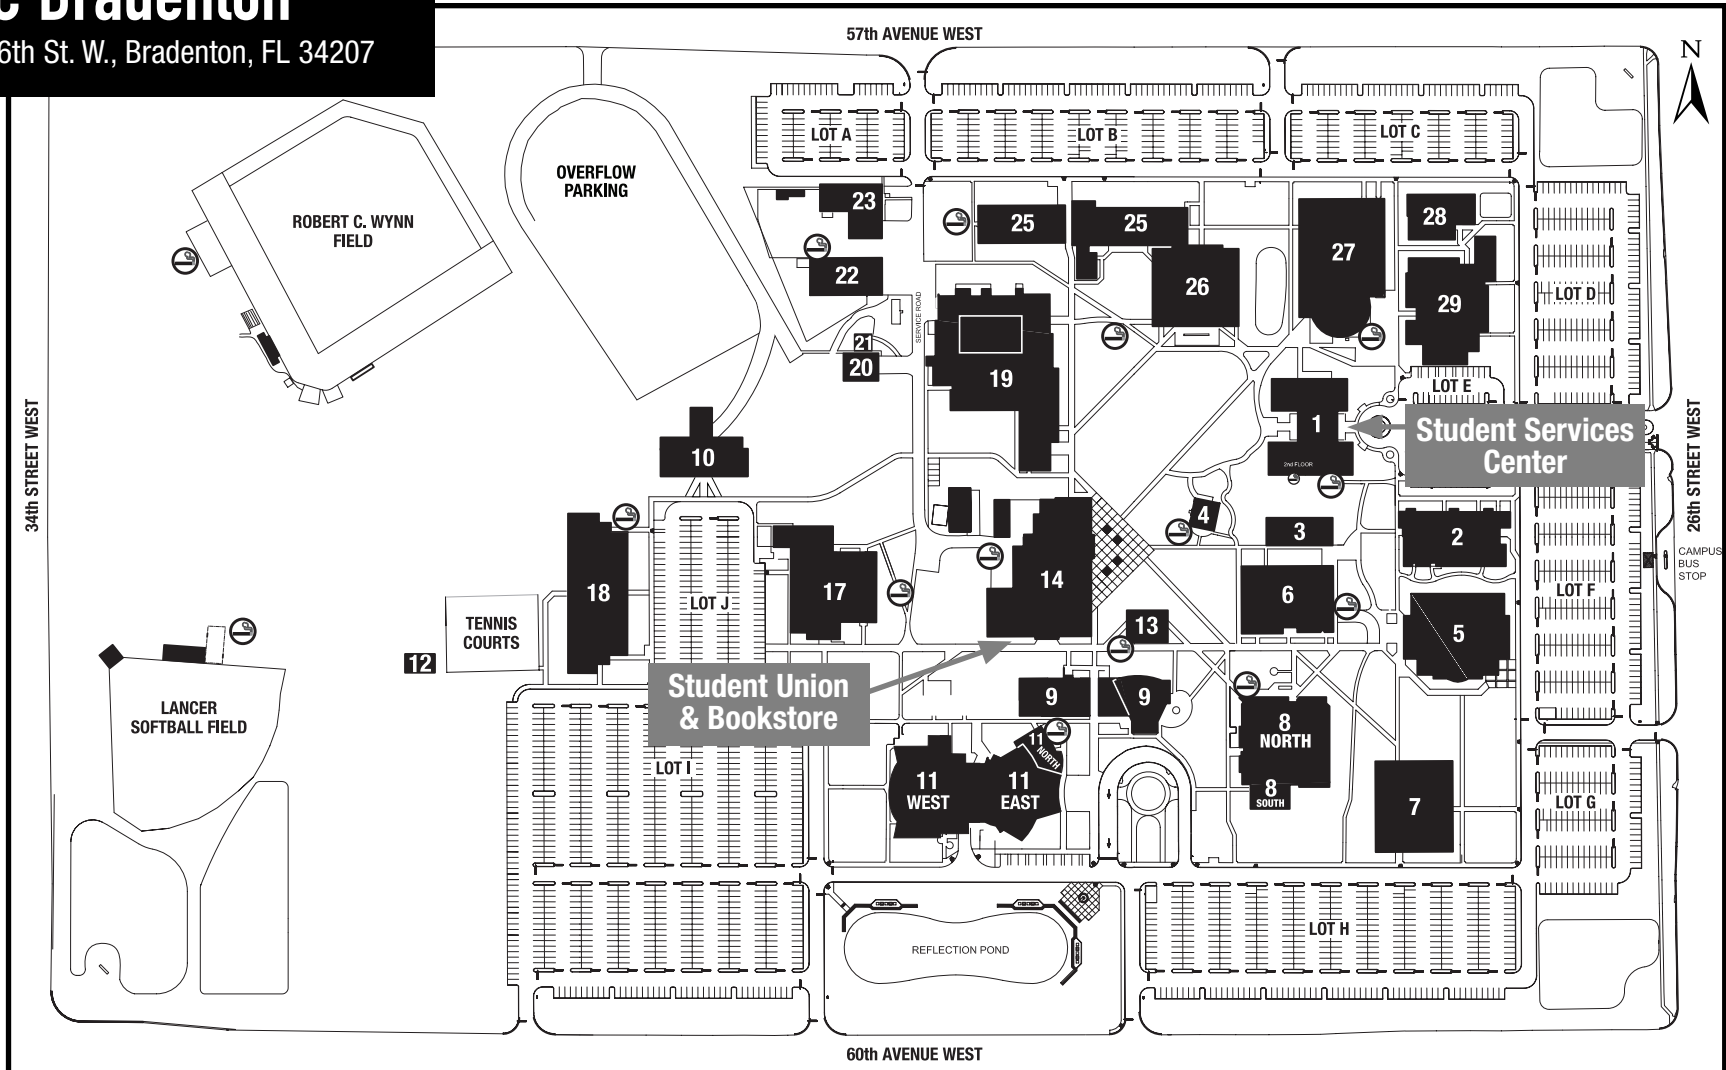 C Bradenton
6th St. W., Bradenton, FL 34207
57th AVENUE WEST
N
LOT A
LOT B
LOT C
OVERFLOW
PARKING
ROBERT C. WYNN
FIELD
23
25
25
28
27
22
26
29
LOT D
SERVICE ROAD
21
20
19
LOT E
1
2nd FLOOR
Student Services
Center
34th STREET WEST
26th STREET WEST
10
4
3
2
CAMPUS
BUS
STOP
18
LOT J
17
14
6
LOT F
TENNIS
COURTS
13
5
12
Student Union
& Bookstore
9
9
LANCER
SOFTBALL FIELD
8
NORTH
11
NORTH
LOT I
11
WEST
11
EAST
8
SOUTH
7
LOT G
LOT H
REFLECTION POND
60th AVENUE WEST